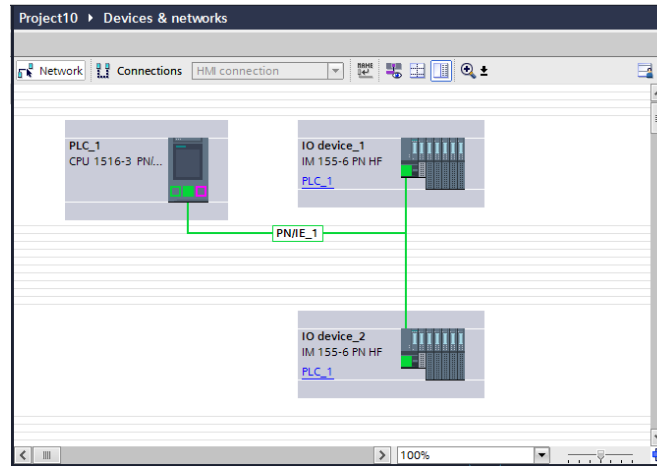 Project10 ▸ Devices & networks
Network Connections HMI connection
PLC_1
CPU 1516-3 PN/...
IO device_1
IM 155-6 PN HF
PLC_1
PN/IE_1
IO device_2
IM 155-6 PN HF
PLC_1
100%